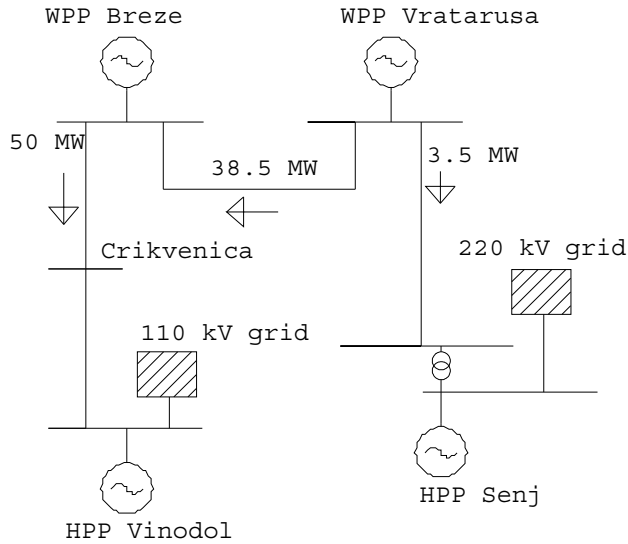 WPP Breze
WPP Vratarusa
50 MW
38.5 MW
3.5 MW
Crikvenica
220 kV grid
110 kV grid
HPP Senj
HPP Vinodol